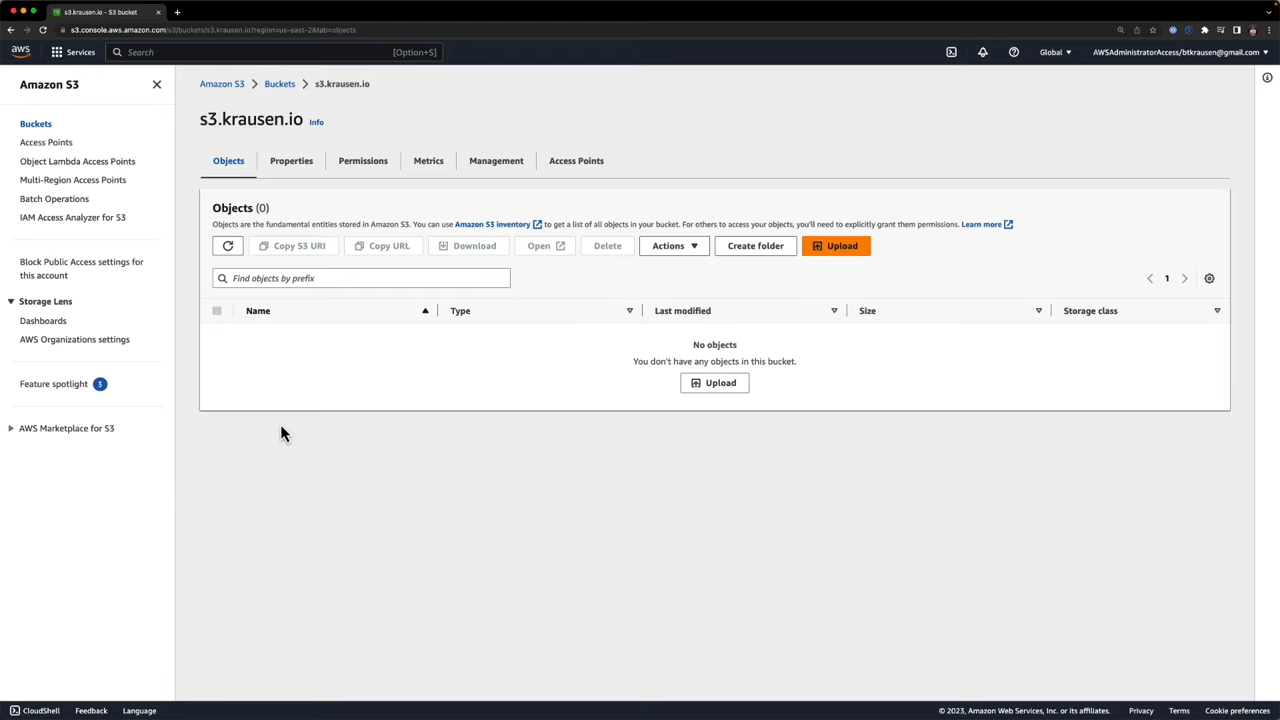 s3.krausen.io - S3 bucket
s3.console.aws.amazon.com/s3/buckets/s3.krausen.io?region=us-east-2&tab=objects
aws
Services
Search
[Option+S]
Global
AWSAdministratorAccess/btkrausen@gmail.com
Amazon S3
Buckets
Access Points
Object Lambda Access Points
Multi-Region Access Points
Batch Operations
IAM Access Analyzer for S3
Block Public Access settings for
this account
Storage Lens
Dashboards
AWS Organizations settings
Feature spotlight 3
AWS Marketplace for S3
Amazon S3 > Buckets > s3.krausen.io
s3.krausen.io Info
Objects Properties Permissions Metrics Management Access Points
Objects (0)
Objects are the fundamental entities stored in Amazon S3. You can use Amazon S3 inventory to get a list of all objects in your bucket. For others to access your objects, you'll need to explicitly grant them permissions. Learn more
Copy S3 URI Copy URL Download Open Delete Actions Create folder Upload
Find objects by prefix
1
Name Type Last modified Size Storage class
No objects
You don't have any objects in this bucket.
Upload
CloudShell Feedback Language
© 2023, Amazon Web Services, Inc. or its affiliates. Privacy Terms Cookie preferences